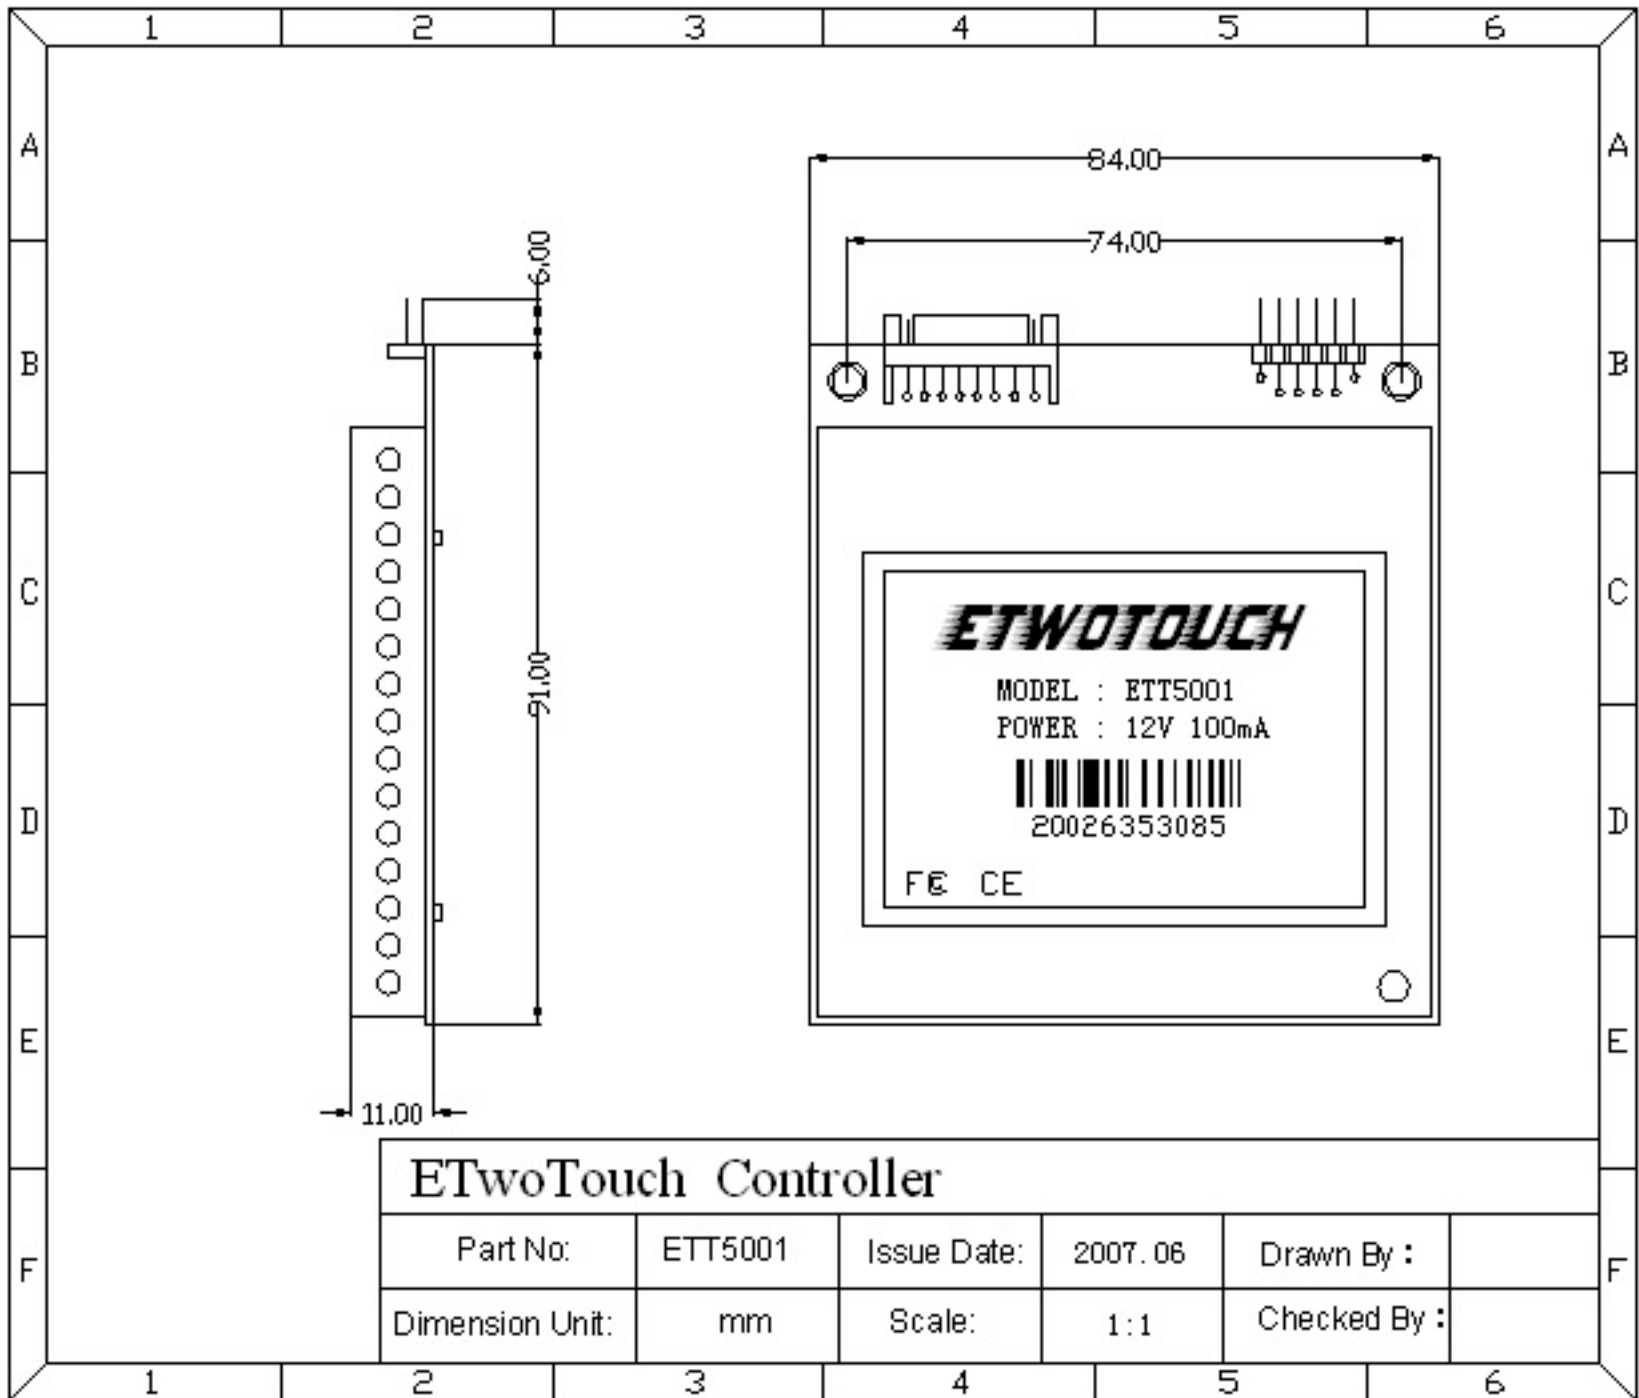 1 2 3 4 5 6
A A
84.00
6.00
74.00
B B
C C
ETWOTOUCH
91.00
MODEL : ETT5001
POWER : 12V 100mA
D D
20026353085
FC CE
E E
11.00
ETwoTouch Controller
Part No: ETT5001 Issue Date: 2007.06 Drawn By :
F F
Dimension Unit: mm Scale: 1:1 Checked By :
1 2 3 4 5 6